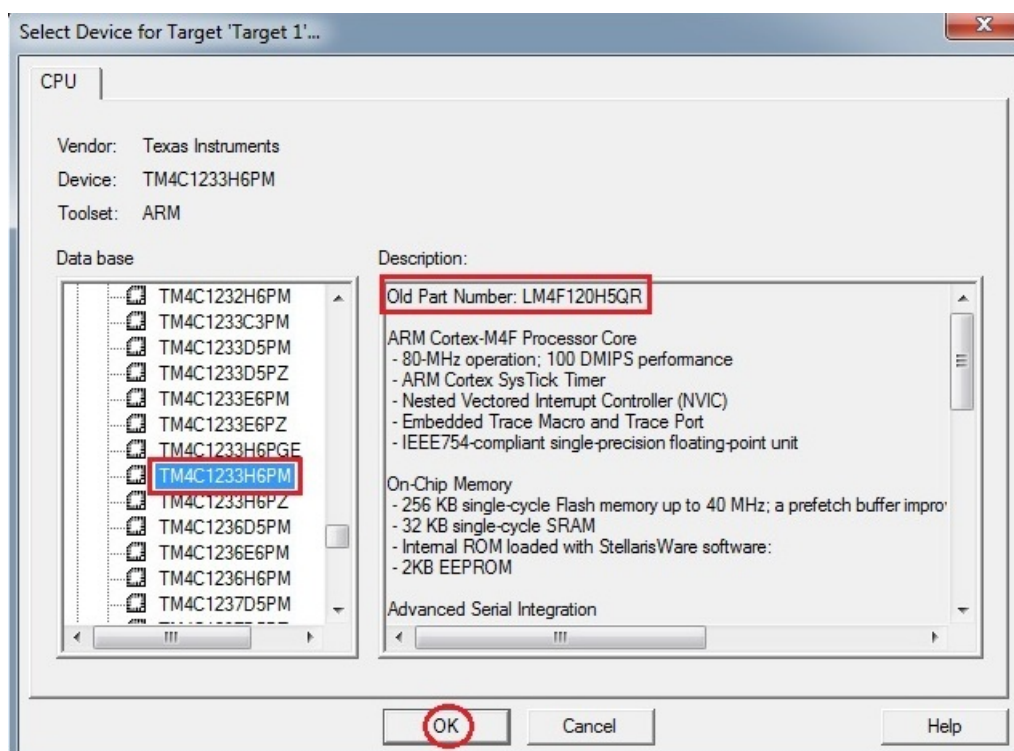 Select Device for Target 'Target 1'...
CPU
Vendor: Texas Instruments
Device: TM4C1233H6PM
Toolset: ARM
Data base
TM4C1232H6PM
TM4C1233C3PM
TM4C1233D5PM
TM4C1233D5PZ
TM4C1233E6PM
TM4C1233E6PZ
TM4C1233H6PGE
TM4C1233H6PM
TM4C1233H6PZ
TM4C1236D5PM
TM4C1236E6PM
TM4C1236H6PM
TM4C1237D5PM
Description:
Old Part Number: LM4F120H5QR
ARM Cortex-M4F Processor Core
- 80-MHz operation; 100 DMIPS performance
- ARM Cortex SysTick Timer
- Nested Vectored Interrupt Controller (NVIC)
- Embedded Trace Macro and Trace Port
- IEEE754-compliant single-precision floating-point unit
On-Chip Memory
- 256 KB single-cycle Flash memory up to 40 MHz; a prefetch buffer impro
- 32 KB single-cycle SRAM
- Internal ROM loaded with StellarisWare software:
- 2KB EEPROM
Advanced Serial Integration
OK
Cancel
Help